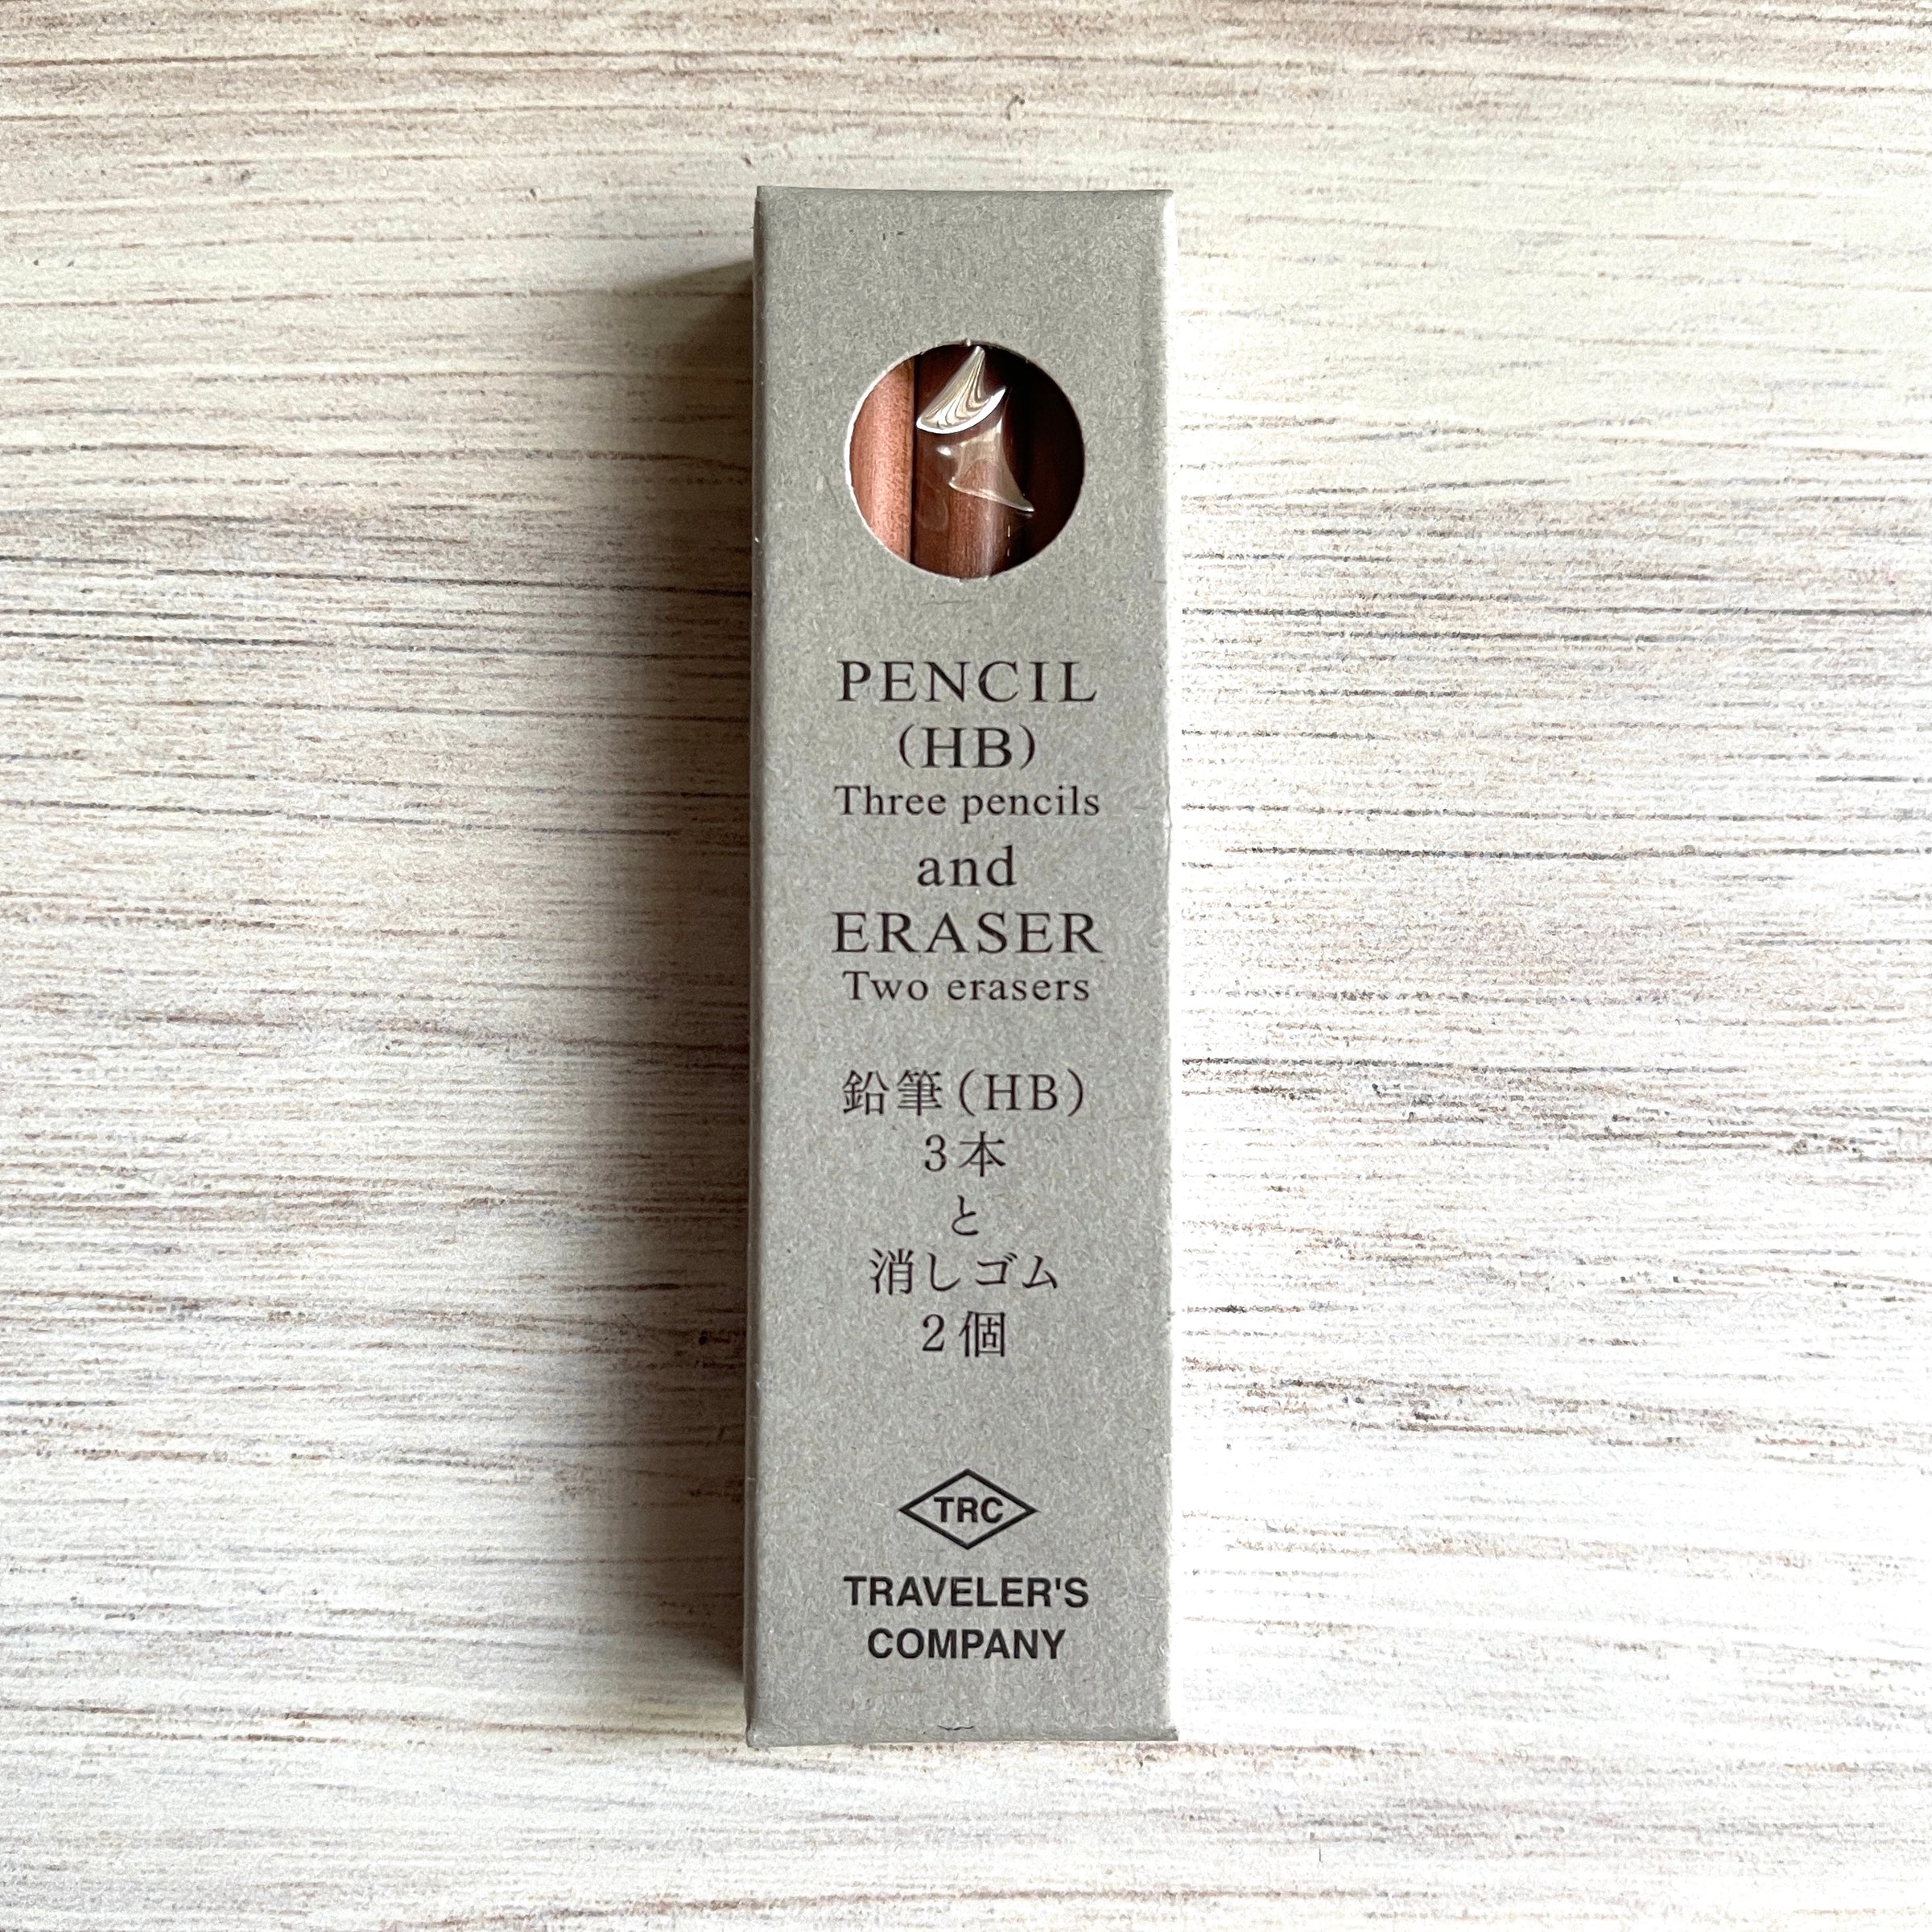 PENCIL
(HB)
Three pencils
and
ERASER
Two erasers
鉛筆(HB)
3本
と
消しゴム
2個
TRC
TRAVELER'S
COMPANY